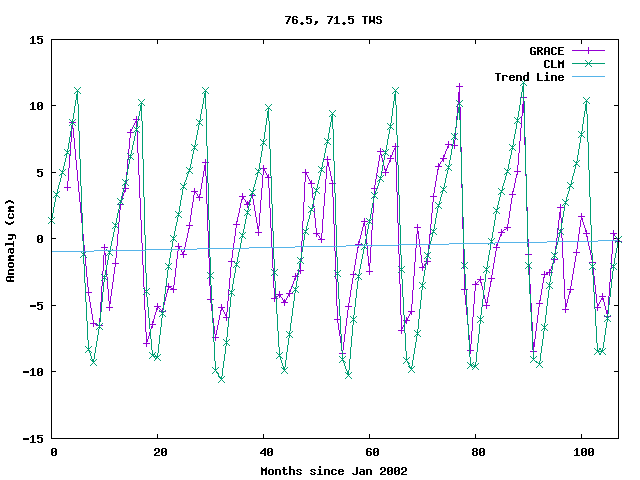 76.5, 71.5 TWS
GRACE
CLM
Trend Line
15
10
5
0
-5
-10
-15
Anomaly (cm)
0 20 40 60 80 100
Months since Jan 2002